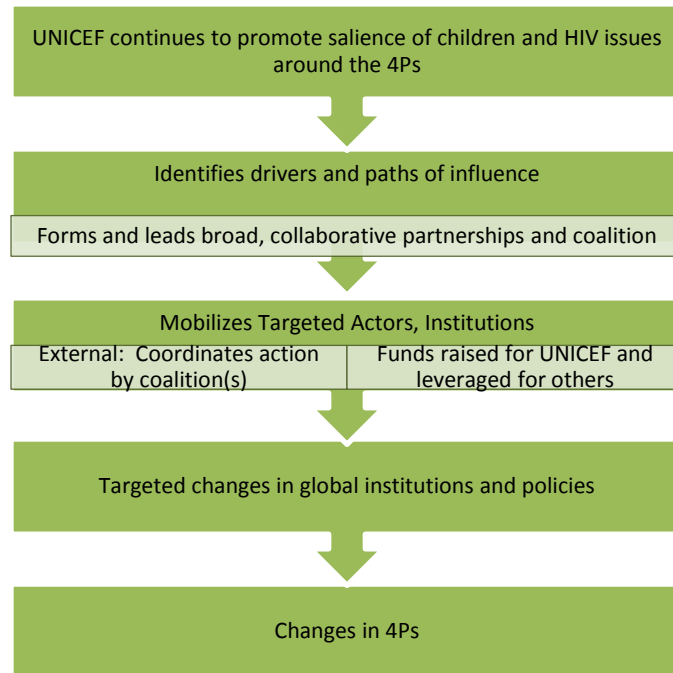 UNICEF continues to promote salience of children and HIV issues
around the 4Ps
Identifies drivers and paths of influence
Forms and leads broad, collaborative partnerships and coalition
Mobilizes Targeted Actors, Institutions
External:  Coordinates action
by coalition(s)
Funds raised for UNICEF and
leveraged for others
Targeted changes in global institutions and policies
Changes in 4Ps